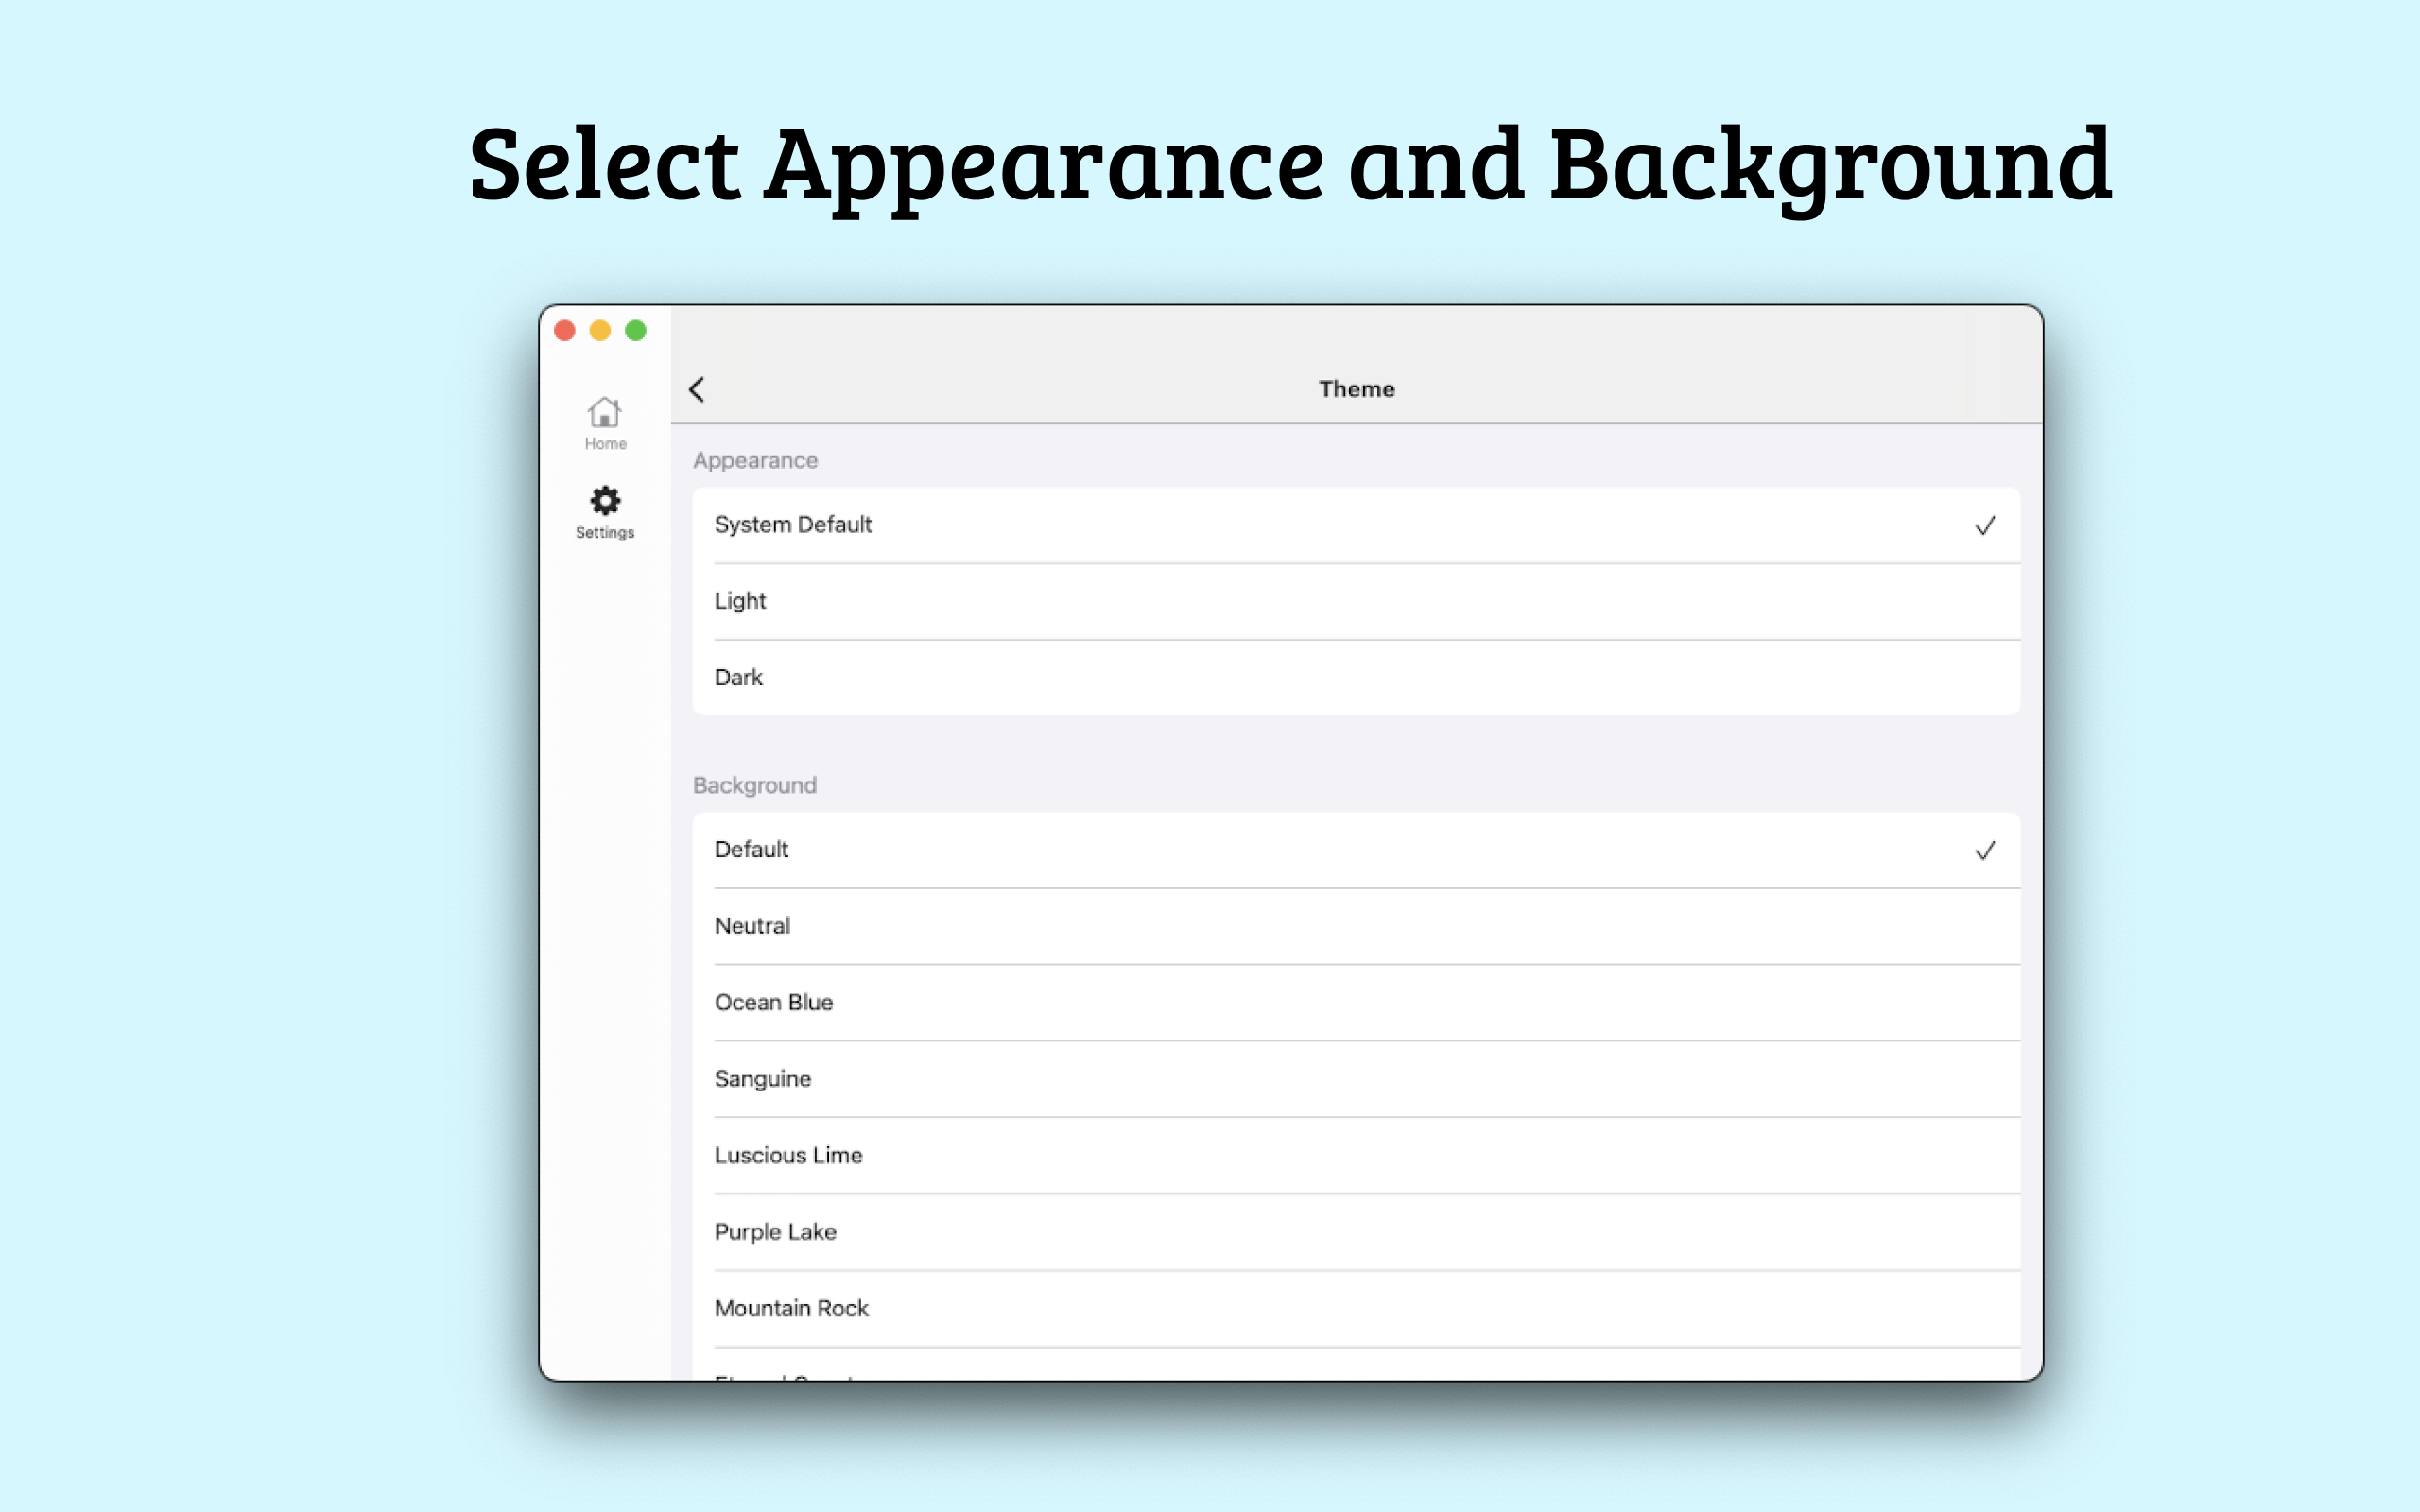 Select Appearance and Background
Theme
Home
Settings
Appearance
System Default
Light
Dark
Background
Default
Neutral
Ocean Blue
Sanguine
Luscious Lime
Purple Lake
Mountain Rock